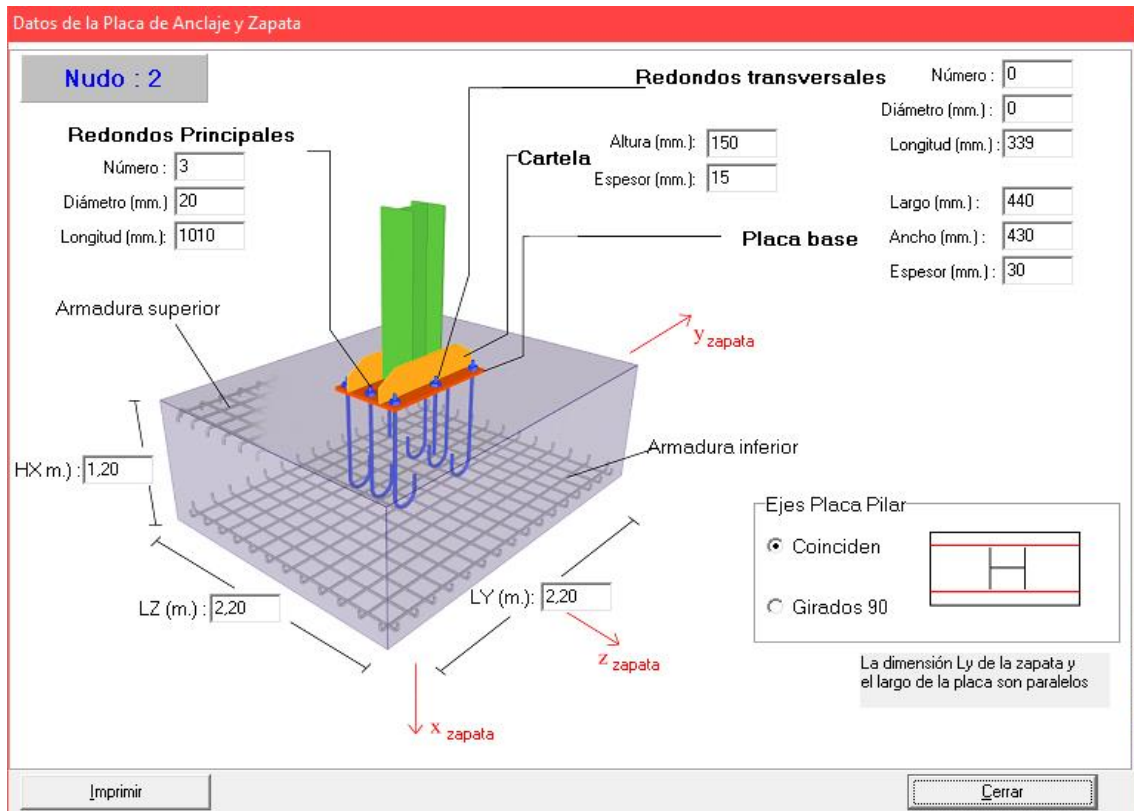 Datos de la Placa de Anclaje y Zapata
Nudo : 2
Redondos transversales
Número : 0
Diámetro (mm.) : 0
Longitud (mm.) : 339
Redondos Principales
Número : 3
Diámetro (mm.) 20
Longitud (mm.): 1010
Cartela
Altura (mm.): 150
Espesor (mm.): 15
Placa base
Largo (mm.) : 440
Ancho (mm.) : 430
Espesor (mm.) : 30
Armadura superior
y zapata
Armadura inferior
HX m.) : 1,20
LZ (m.) : 2,20
LY (m.): 2,20
z zapata
x zapata
Ejes Placa Pilar
Coinciden
Girados 90
La dimensión Ly de la zapata y
el largo de la placa son paralelos
Imprimir
Cerrar